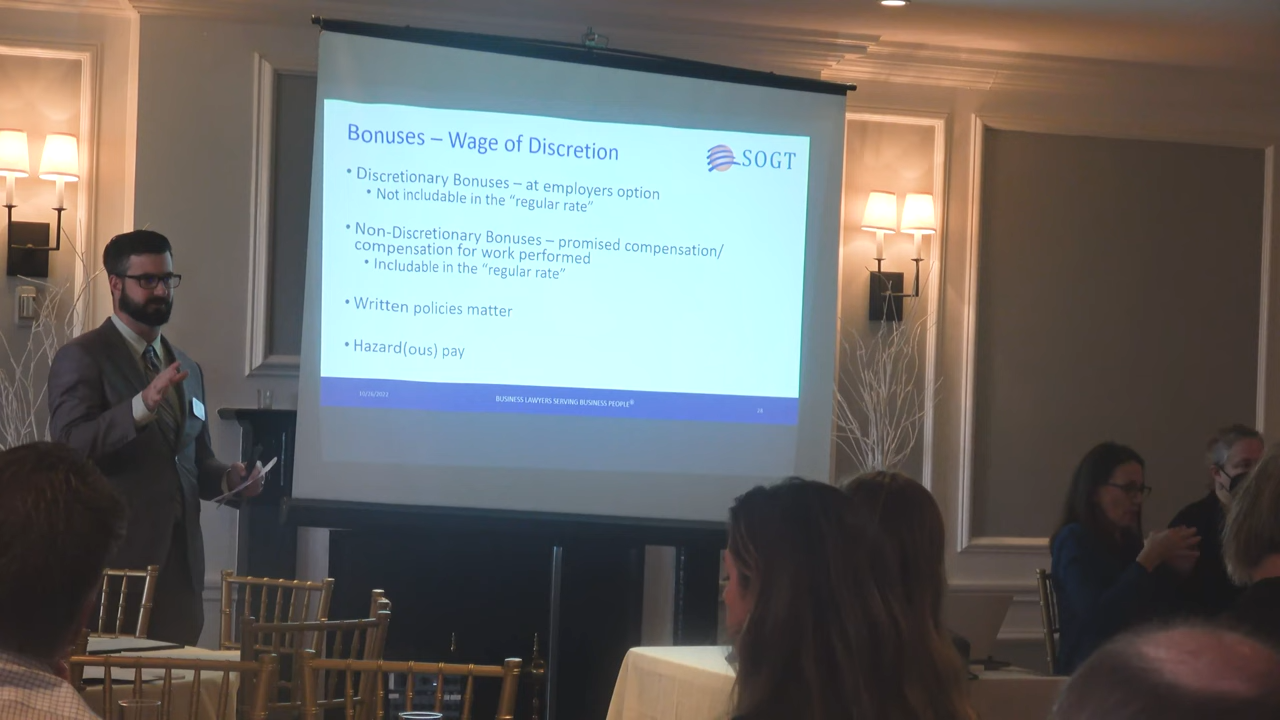 Bonuses – Wage of Discretion
SOGT
• Discretionary Bonuses – at employers option
• Not includable in the “regular rate”
• Non-Discretionary Bonuses – promised compensation/
compensation for work performed
• Includable in the “regular rate”
• Written policies matter
• Hazard(ous) pay
BUSINESS LAWYERS SERVING BUSINESS PEOPLE®